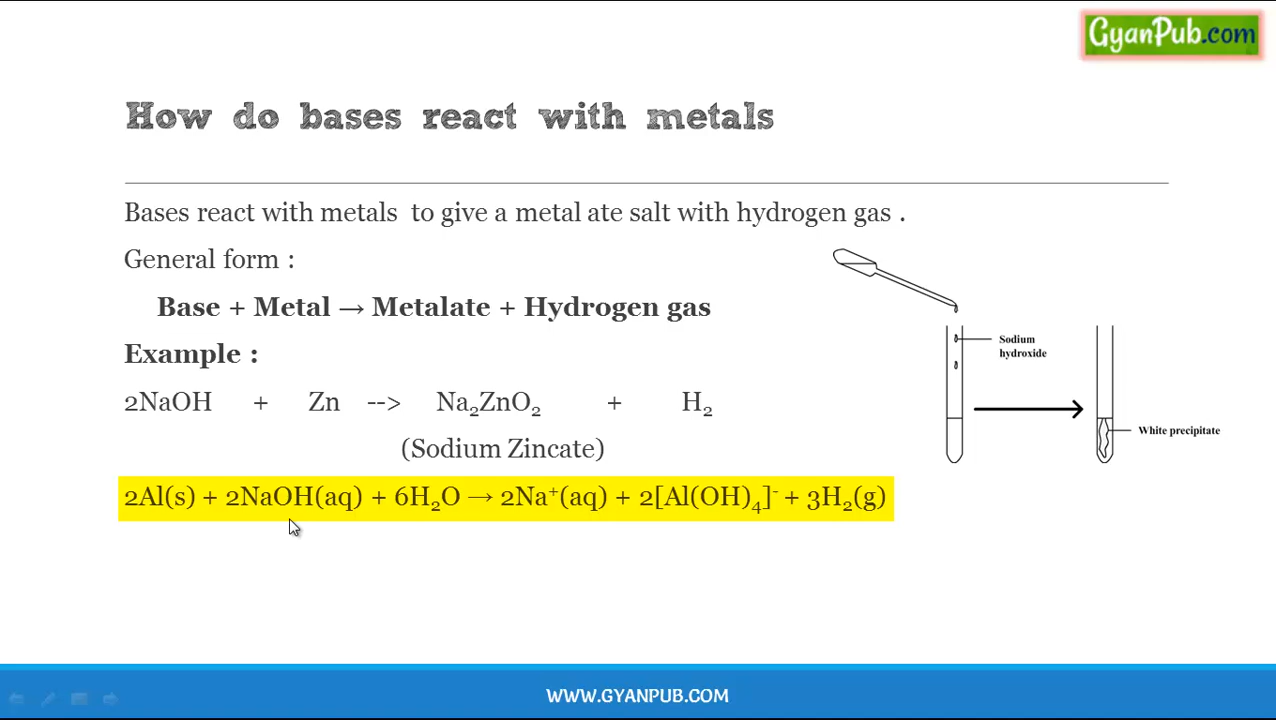 GyanPub.com
How do bases react with metals
Bases react with metals to give a metal ate salt with hydrogen gas .
General form :
Base + Metal → Metalate + Hydrogen gas
Example :
2NaOH + Zn --> Na₂ZnO₂ + H₂
(Sodium Zincate)
2Al(s) + 2NaOH(aq) + 6H₂O → 2Na⁺(aq) + 2[Al(OH)₄]⁻ + 3H₂(g)
Sodium
hydroxide
White precipitate
WWW.GYANPUB.COM